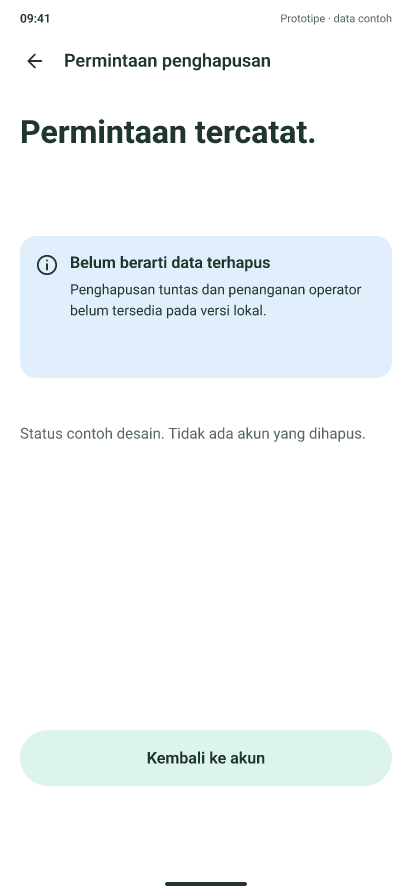 09:41
Prototipe · data contoh
Permintaan penghapusan
Permintaan tercatat.
Belum berarti data terhapus
Penghapusan tuntas dan penanganan operator
belum tersedia pada versi lokal.
Status contoh desain. Tidak ada akun yang dihapus.
Kembali ke akun